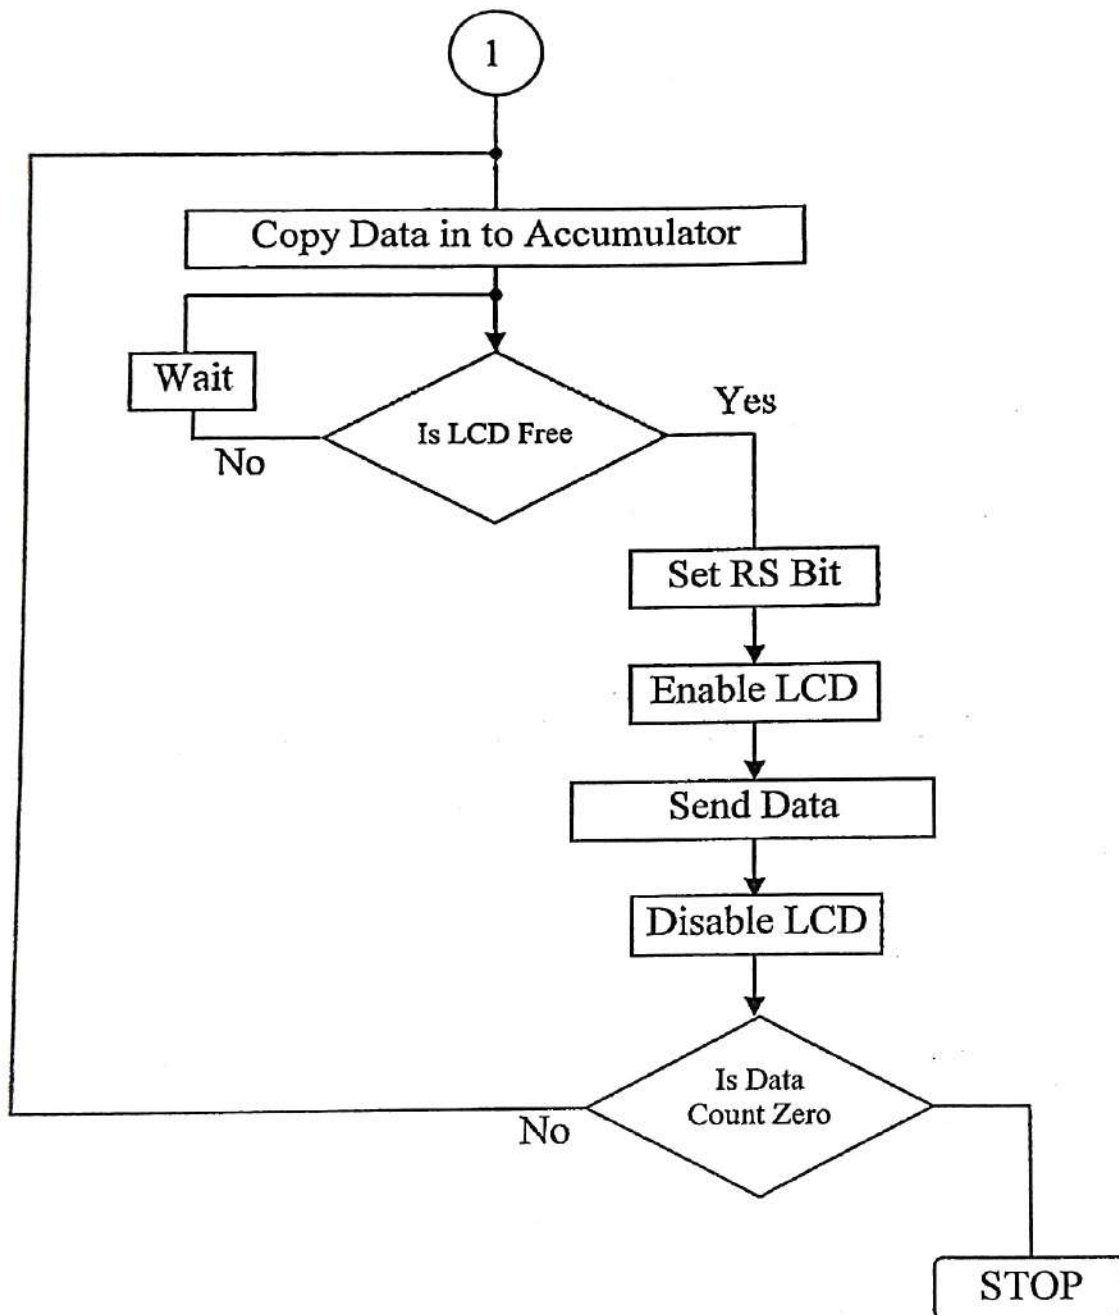 1
Copy Data in to Accumulator
Wait
Is LCD Free
Yes
No
Set RS Bit
Enable LCD
Send Data
Disable LCD
Is Data
Count Zero
No
STOP